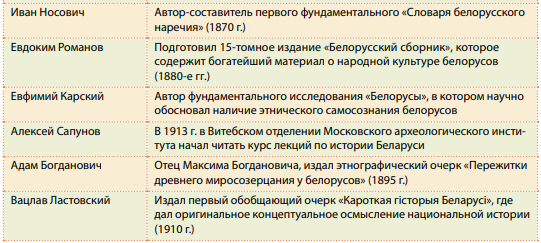 Иван Носович
Автор-составитель первого фундаментального «Словаря белорусского
наречия» (1870 г.)
Евдоким Романов
Подготовил 15-томное издание «Белорусский сборник», которое
содержит богатейший материал о народной культуре белорусов
(1880-е гг.)
Евфимий Карский
Автор фундаментального исследования «Белорусы», в котором научно
обосновал наличие этнического самосознания белорусов
Алексей Сапунов
В 1913 г. в Витебском отделении Московского археологического инсти-
тута начал читать курс лекций по истории Беларуси
Адам Богданович
Отец Максима Богдановича, издал этнографический очерк «Пережитки
древнего миросозерцания у белорусов» (1895 г.)
Вацлав Ластовский
Издал первый обобщающий очерк «Кароткая гісторыя Беларусі», где
дал оригинальное концептуальное осмысление национальной истории
(1910 г.)